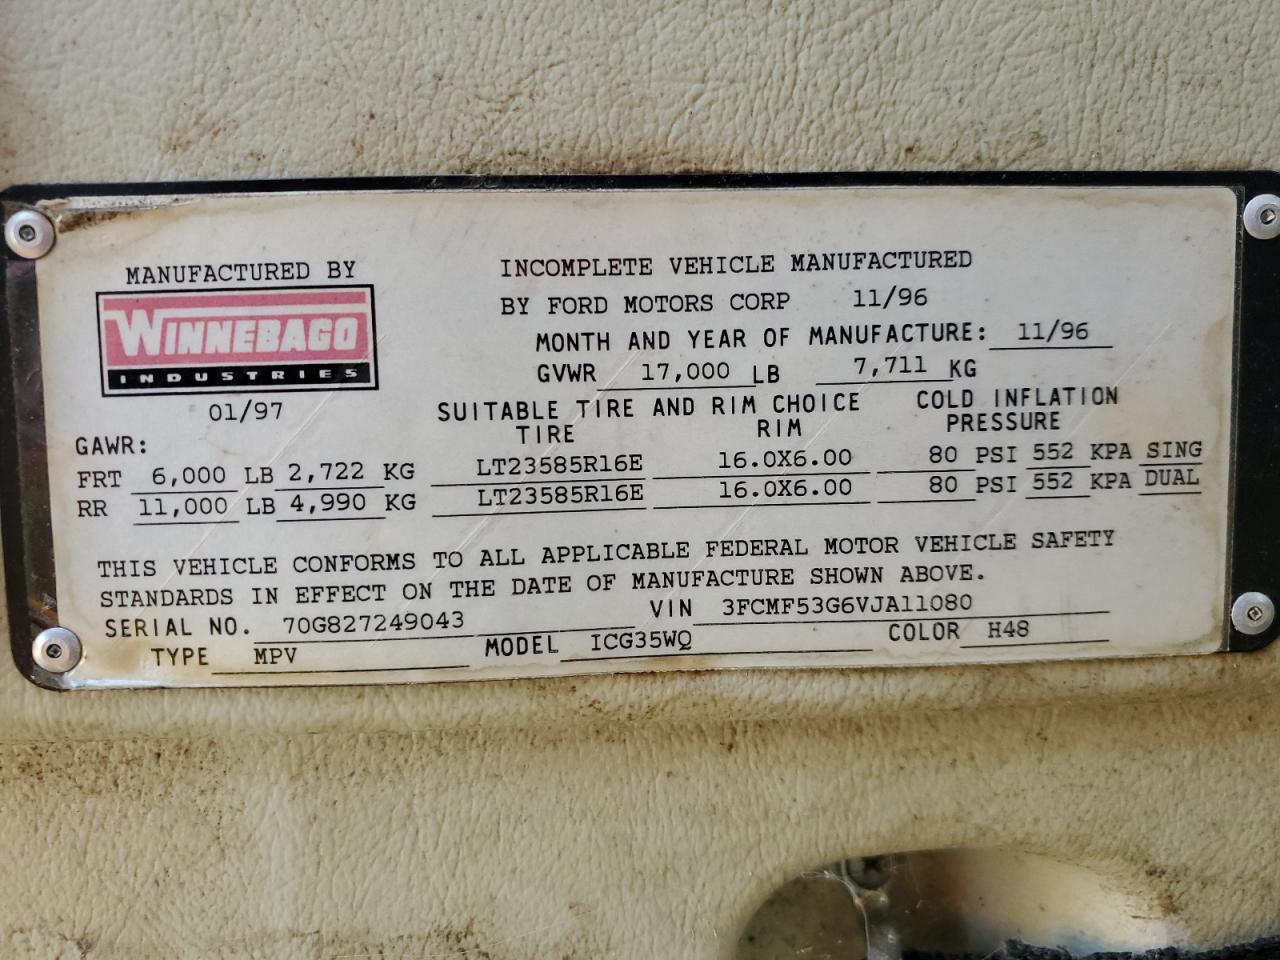 MANUFACTURED BY
WINNEBAGO
INDUSTRIES
01/97
INCOMPLETE VEHICLE MANUFACTURED
BY FORD MOTORS CORP 11/96
MONTH AND YEAR OF MANUFACTURE: 11/96
GVWR 17,000 LB 7,711 KG
SUITABLE TIRE AND RIM CHOICE COLD INFLATION
TIRE RIM PRESSURE
GAWR:
FRT 6,000 LB 2,722 KG LT23585R16E 16.0X6.00 80 PSI 552 KPA SING
RR 11,000 LB 4,990 KG LT23585R16E 16.0X6.00 80 PSI 552 KPA DUAL
THIS VEHICLE CONFORMS TO ALL APPLICABLE FEDERAL MOTOR VEHICLE SAFETY
STANDARDS IN EFFECT ON THE DATE OF MANUFACTURE SHOWN ABOVE.
SERIAL NO. 70G827249043 VIN 3FCMF53G6VJA11080
TYPE MPV MODEL ICG35WQ COLOR H48